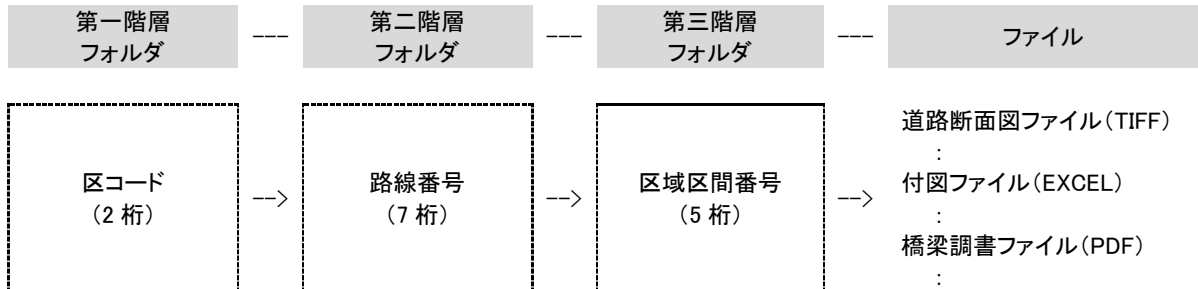 第一階層
フォルダ
---
第二階層
フォルダ
---
第三階層
フォルダ
---
ファイル
区コード
(2 桁)
-->
路線番号
(7 桁)
-->
区域区間番号
(5 桁)
-->
道路断面図ファイル(TIFF)
:
付図ファイル(EXCEL)
:
橋梁調書ファイル(PDF)
: